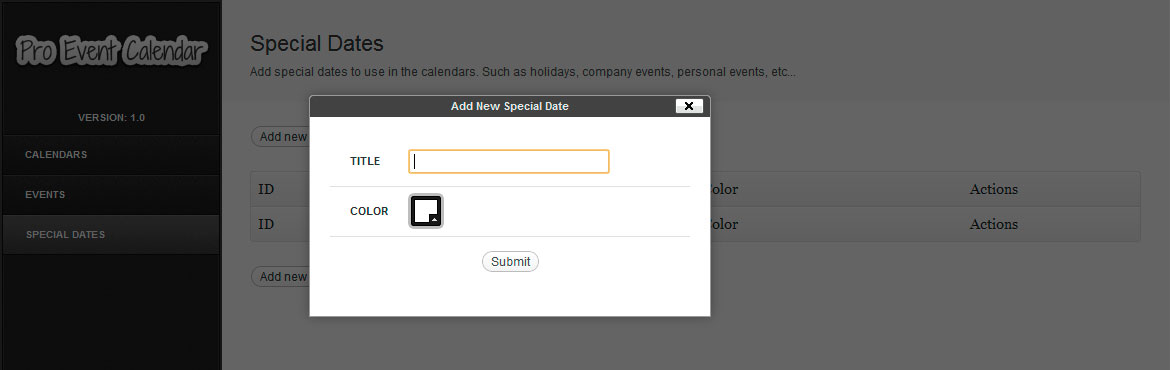 Pro Event Calendar
VERSION: 1.0
CALENDARS
EVENTS
SPECIAL DATES
Special Dates
Add special dates to use in the calendars. Such as holidays, company events, personal events, etc...
Add new
ID
Actions
ID
Actions
Add new
Add New Special Date
TITLE
COLOR
Submit